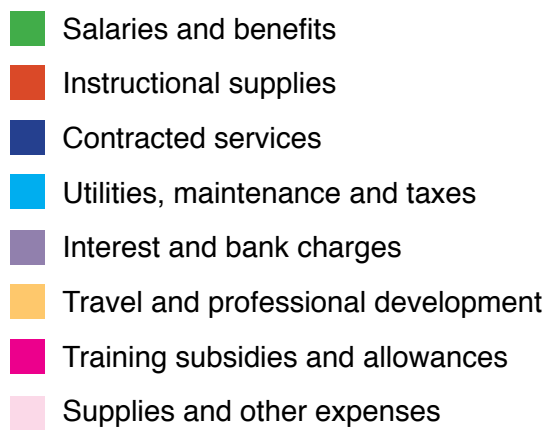 Salaries and benefits
Instructional supplies
Contracted services
Utilities, maintenance and taxes
Interest and bank charges
Travel and professional development
Training subsidies and allowances
Supplies and other expenses